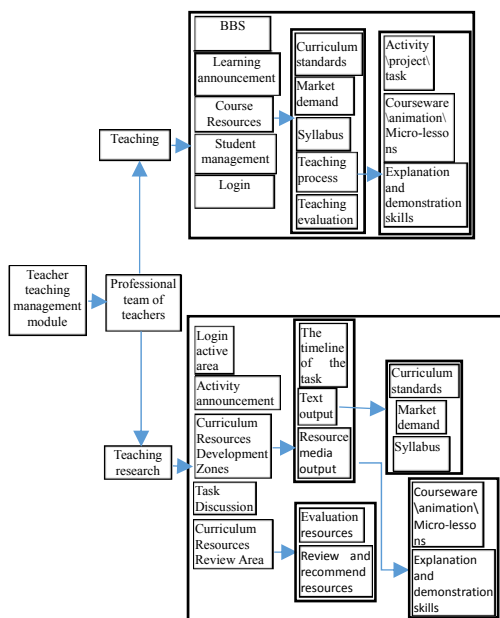 BBS
Learning
announcement
Course
Resources
Student
management
Login
Curriculum
standards
Market
demand
Syllabus
Teaching
process
Teaching
evaluation
Activity
\project\
task
Courseware
\animation\
Micro-lesso
ns
Explanation
and
demonstration
skills
Teaching
Teacher
teaching
management
module
Professional
team of
teachers
Teaching
research
Login
active
area
Activity
announcement
Curriculum
Resources
Development
Zones
Task
Discussion
Curriculum
Resources
Review Area
The
timeline
of the
task
Text
output
Resource
media
output
Evaluation
resources
Review and
recommend
resources
Curriculum
standards
Market
demand
Syllabus
Courseware
\animation\
Micro-lesso
ns
Explanation
and
demonstration
skills